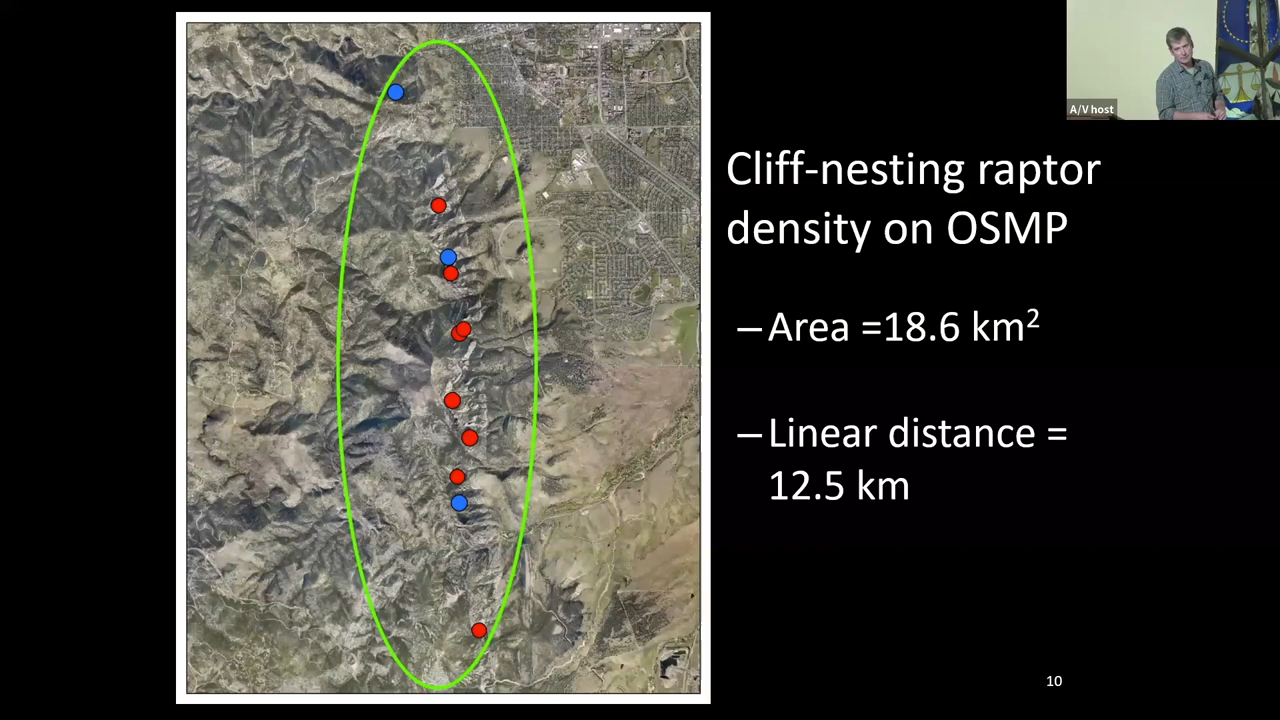 A/V host
Cliff-nesting raptor
density on OSMP
–Area =18.6 km²
–Linear distance =
12.5 km
10